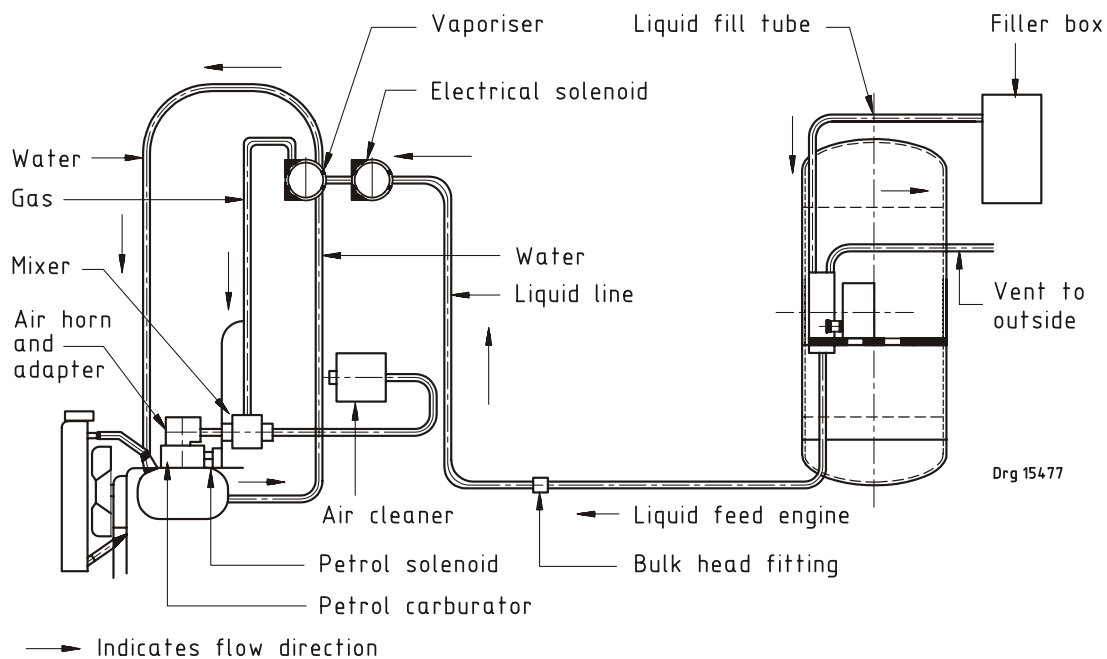 Vaporiser
Liquid fill tube
Filler box
Electrical solenoid
Water
Gas
Mixer
Water
Liquid line
Air horn
and
adapter
Vent to
outside
Drg 15477
Air cleaner
Liquid feed engine
Petrol solenoid
Bulk head fitting
Petrol carburator
Indicates flow direction